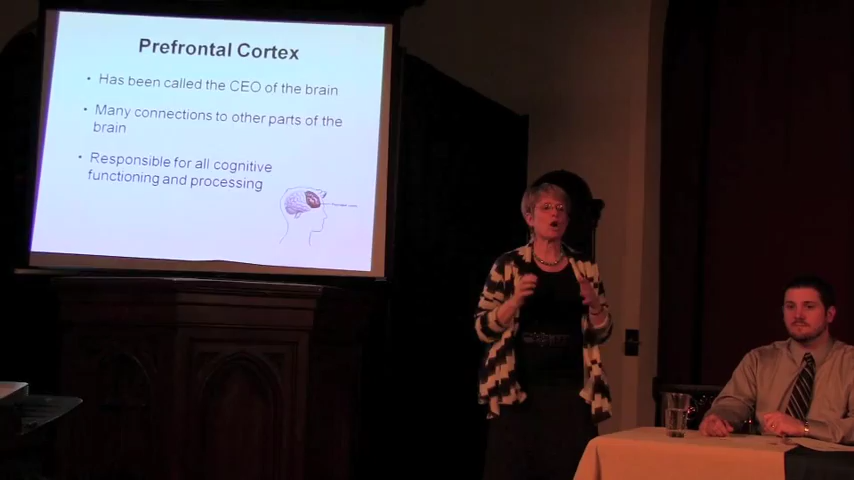 Prefrontal Cortex
• Has been called the CEO of the brain
• Many connections to other parts of the
brain
• Responsible for all cognitive
functioning and processing